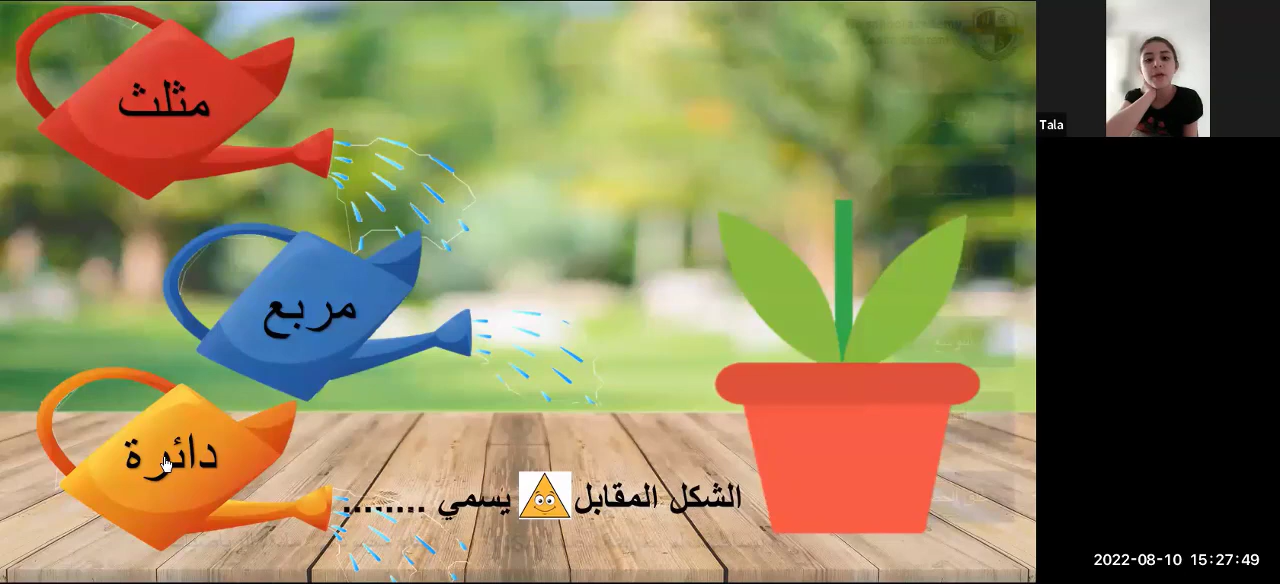 مثلث
مربع
دائرة
الشكل المقابل يسمي ........
Tala
2022-08-10 15:27:49